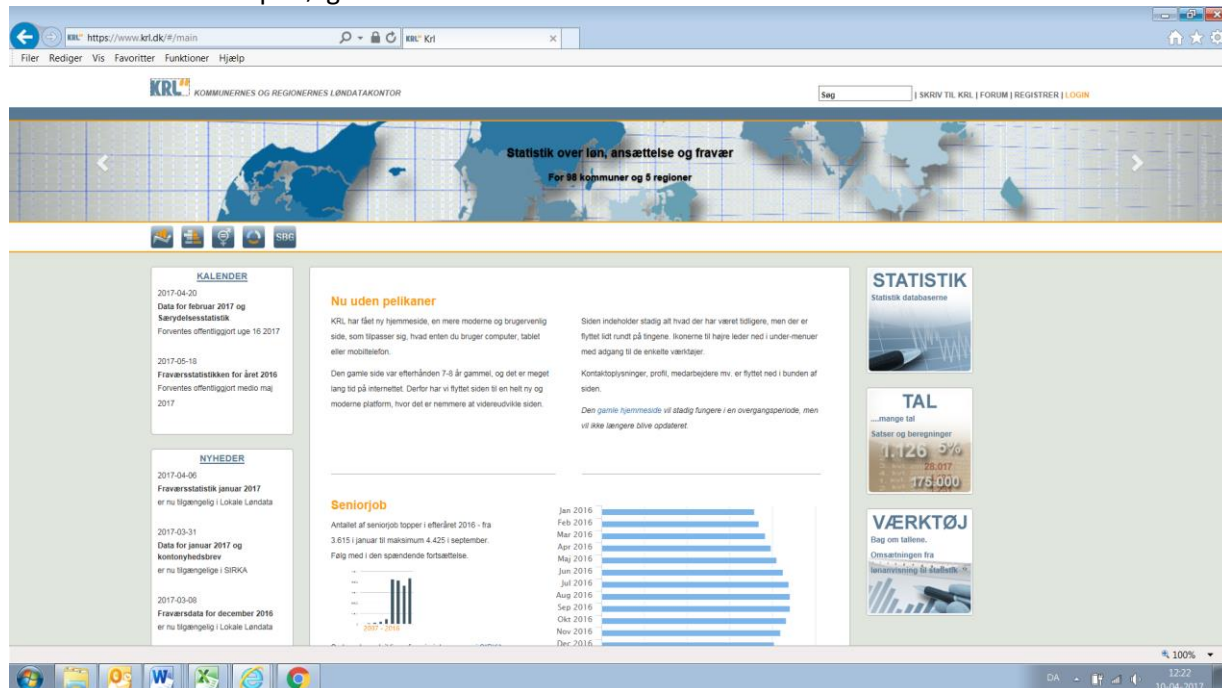 https://www.krl.dk/#/main
KRL Krl
Filer Rediger Vis Favoritter Funktioner Hjælp
KRL KOMMUNERNES OG REGIONERNES LØNDATAKONTOR
Søg | SKRIV TIL KRL | FORUM | REGISTRER | LOGIN
Statistik over løn, ansættelse og fravær
For 98 kommuner og 5 regioner
SBG
KALENDER
2017-04-20
Data for februar 2017 og
Særydelsesstatistik
Forventes offentliggjort uge 16 2017
2017-05-18
Fraværsstatistikken for året 2016
Forventes offentliggjort medio maj
2017
NYHEDER
2017-04-06
Fraværsstatistik januar 2017
er nu tilgængelig i Lokale Løndata
2017-03-31
Data for januar 2017 og
kontonyhedsbrev
er nu tilgængelige i SIRKA
2017-03-08
Fraværsdata for december 2016
er nu tilgængelig i Lokale Løndata
Nu uden pelikaner
KRL har fået ny hjemmeside, en mere moderne og brugervenlig
side, som tilpasser sig, hvad enten du bruger computer, tablet
eller mobiltelefon.
Den gamle side var efterhånden 7-8 år gammel, og det er meget
lang tid på internettet. Derfor har vi flyttet siden til en helt ny og
moderne platform, hvor det er nemmere at videreudvikle siden.
Siden indeholder stadig alt hvad der har været tidligere, men der er
flyttet lidt rundt på tingene. Ikonerne til højre leder ned i under-menuer
med adgang til de enkelte værktøjer.
Kontaktoplysninger, profil, medarbejdere mv. er flyttet ned i bunden af
siden.
Den gamle hjemmeside vil stadig fungere i en overgangsperiode, men
vil ikke længere blive opdateret.
Seniorjob
Antallet af seniorjob topper i efteråret 2016 - fra
3.615 i januar til maksimum 4.425 i september.
Følg med i den spændende fortsættelse.
2007 - 2016
Jan 2016
Feb 2016
Mar 2016
Apr 2016
Maj 2016
Jun 2016
Jul 2016
Aug 2016
Sep 2016
Okt 2016
Nov 2016
Dec 2016
STATISTIK
Statistik databaserne
TAL
....mange tal
Satser og beregninger
1.126 5%
28.017
175.000
VÆRKTØJ
Bag om tallene.
Omsætningen fra
lønanvisning til statistik
100%
DA 12:22
10-04-2017